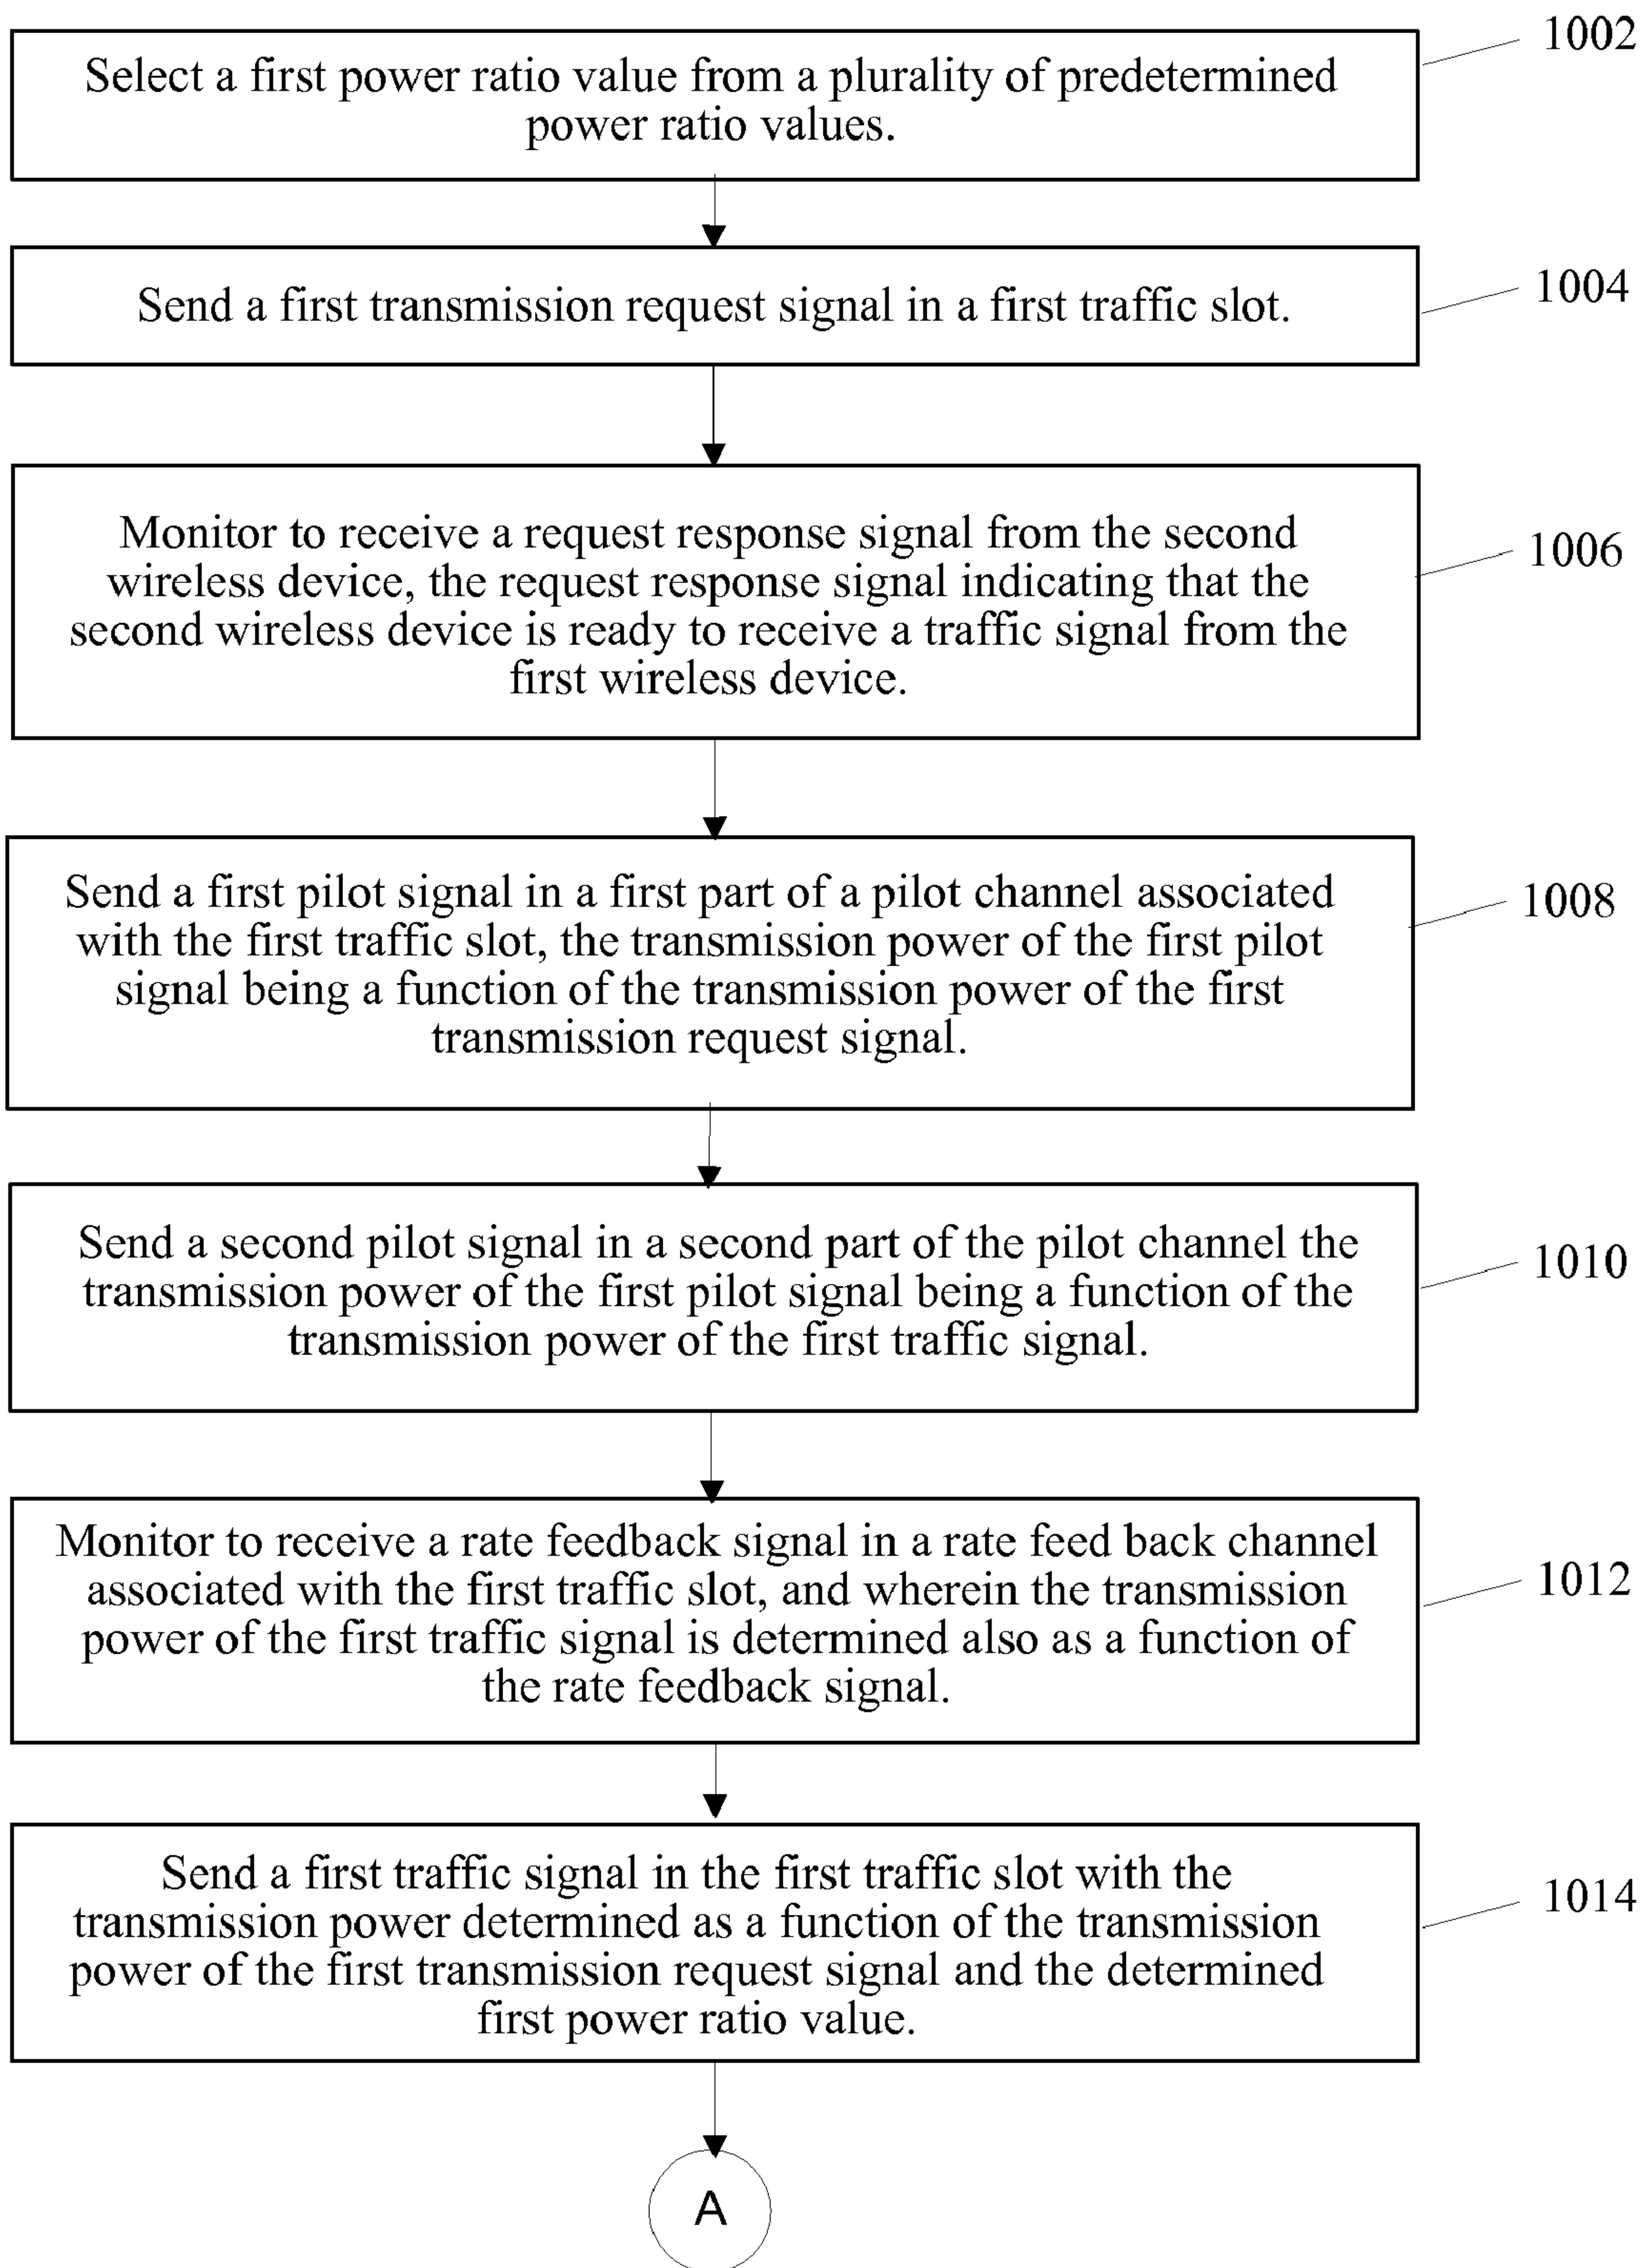 1002
Select a first power ratio value from a plurality of predetermined
power ratio values.
1004
Send a first transmission request signal in a first traffic slot.
1006
Monitor to receive a request response signal from the second
wireless device, the request response signal indicating that the
second wireless device is ready to receive a traffic signal from the
first wireless device.
1008
Send a first pilot signal in a first part of a pilot channel associated
with the first traffic slot, the transmission power of the first pilot
signal being a function of the transmission power of the first
transmission request signal.
1010
Send a second pilot signal in a second part of the pilot channel the
transmission power of the first pilot signal being a function of the
transmission power of the first traffic signal.
1012
Monitor to receive a rate feedback signal in a rate feed back channel
associated with the first traffic slot, and wherein the transmission
power of the first traffic signal is determined also as a function of
the rate feedback signal.
1014
Send a first traffic signal in the first traffic slot with the
transmission power determined as a function of the transmission
power of the first transmission request signal and the determined
first power ratio value.
A